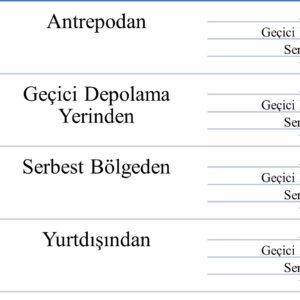 Antrepodan
Geçici
Ser
Geçici Depolama
Yerinden
Geçici
Ser
Serbest Bölgeden
Geçici
Ser
Yurtdışından
Geçici
Ser